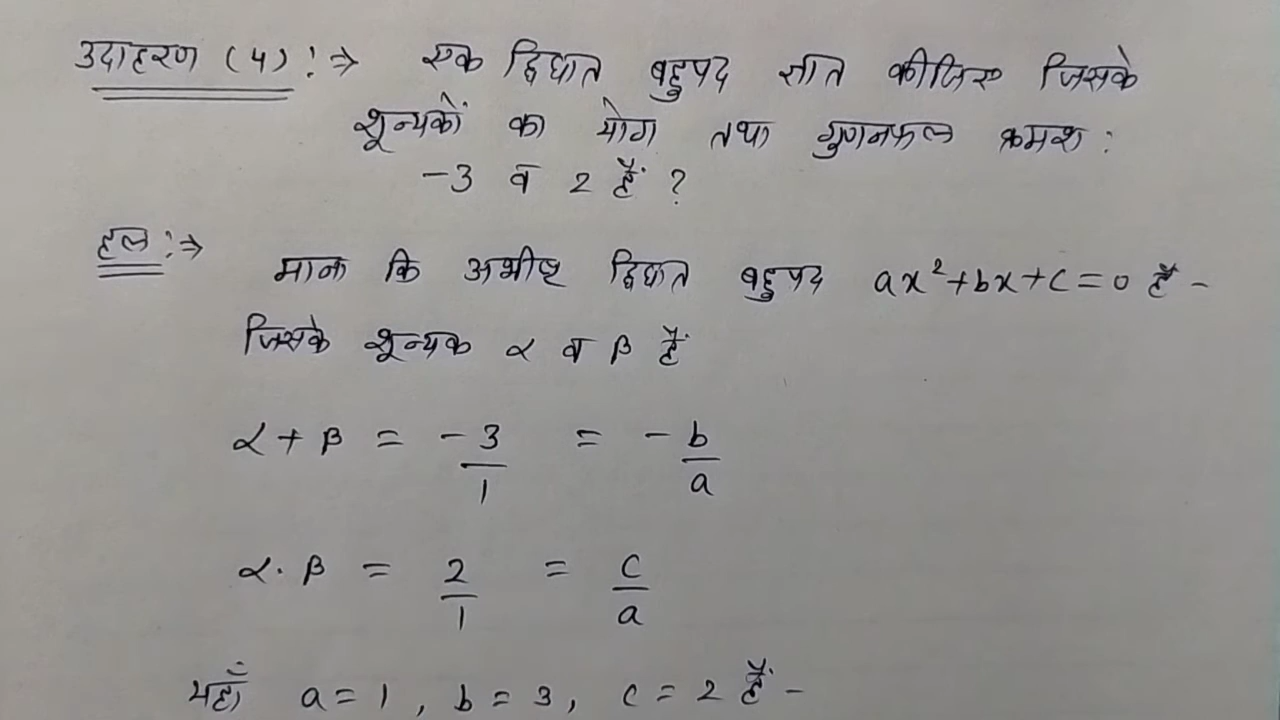 उदाहरण (4) :⇒ एक द्विघात बहुपद ज्ञात कीजिए जिसके
शून्यकों का योग तथा गुणनफल क्रमश :
-3 व 2 हैं ?
हल :⇒
माना कि अभीष्ट द्विघात बहुपद ax²+bx+c=0 है -
जिसके शून्यक α व β हैं
α + β = -3/1 = -b/a
α . β = 2/1 = c/a
यहाँ a=1 , b=3, c=2 हैं -